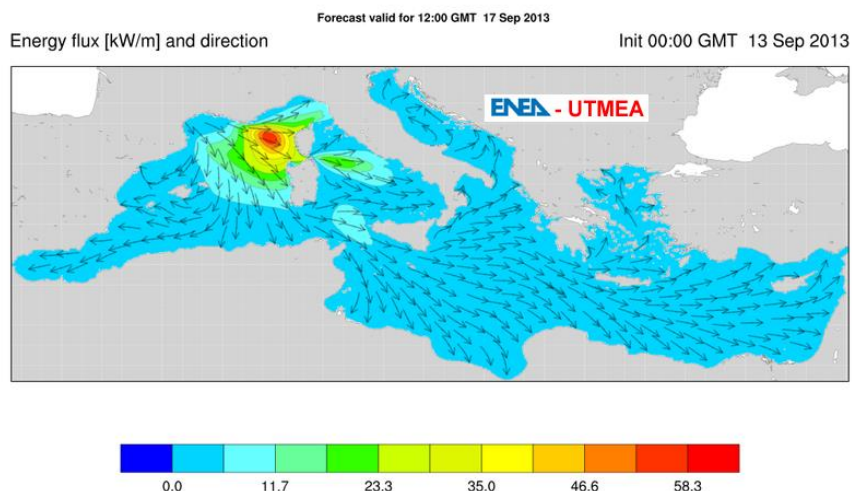 Forecast valid for 12:00 GMT 17 Sep 2013
Energy flux [kW/m] and direction
Init 00:00 GMT 13 Sep 2013
ENEA - UTMEA
0.0 11.7 23.3 35.0 46.6 58.3